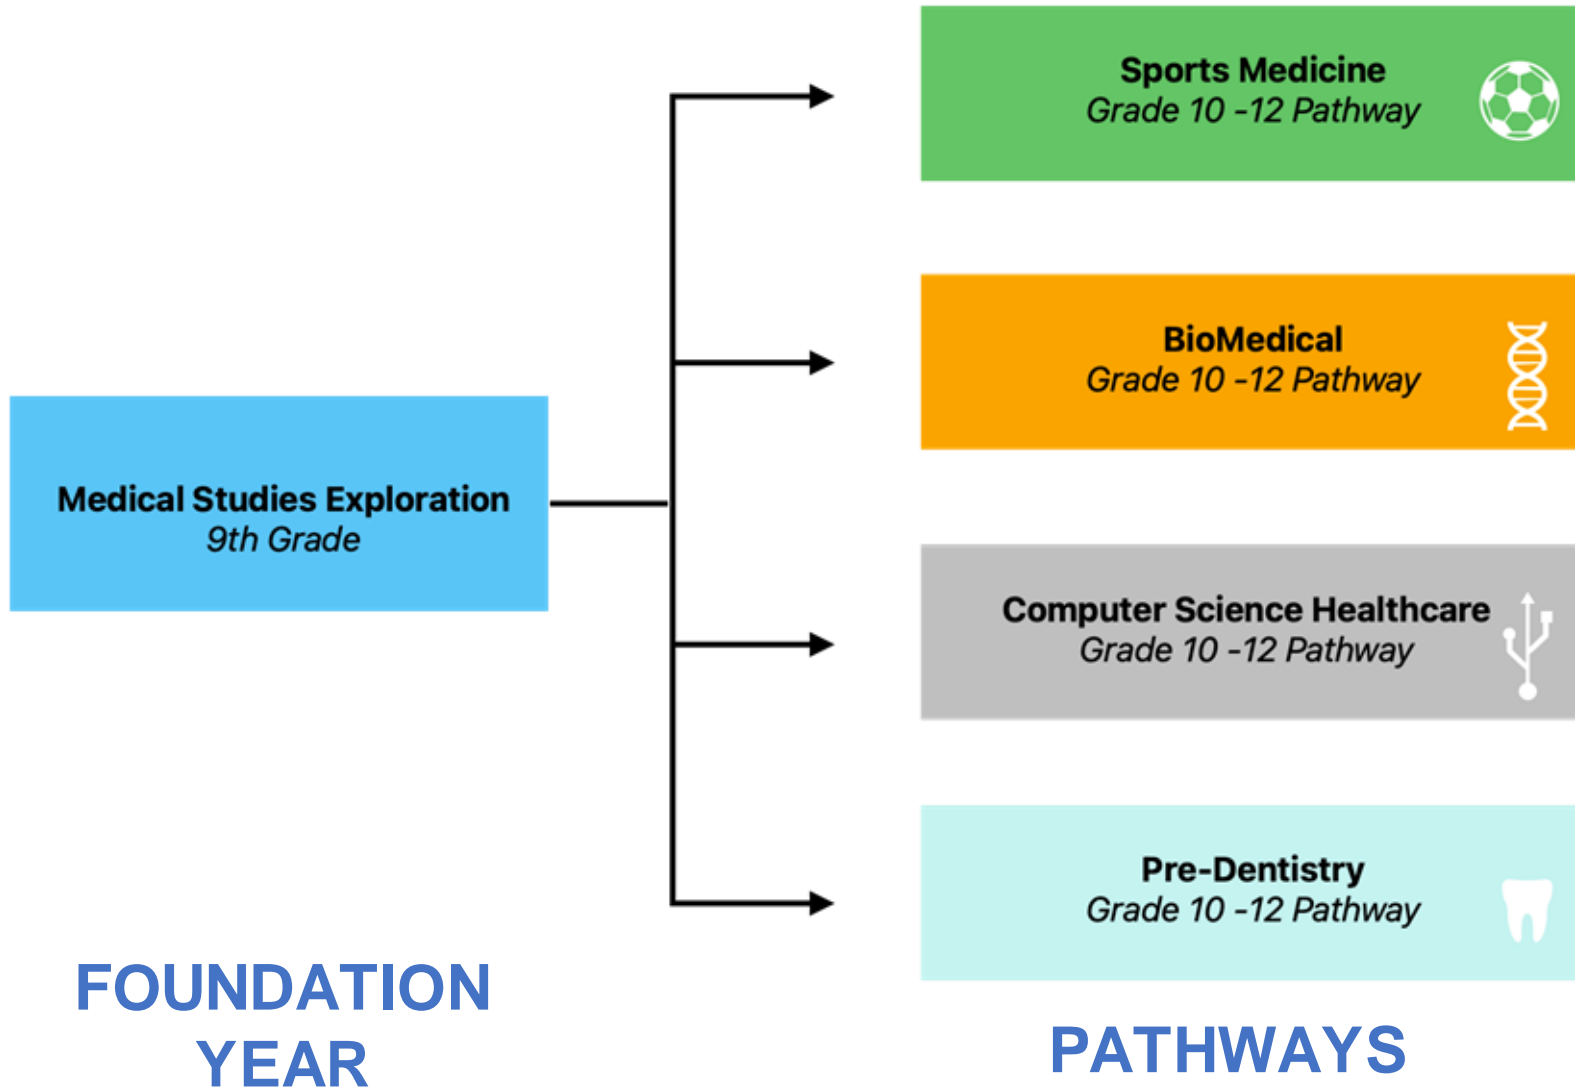 Sports Medicine
Grade 10 -12 Pathway
BioMedical
Grade 10 -12 Pathway
Medical Studies Exploration
9th Grade
Computer Science Healthcare
Grade 10 -12 Pathway
Pre-Dentistry
Grade 10 -12 Pathway
FOUNDATION
YEAR
PATHWAYS